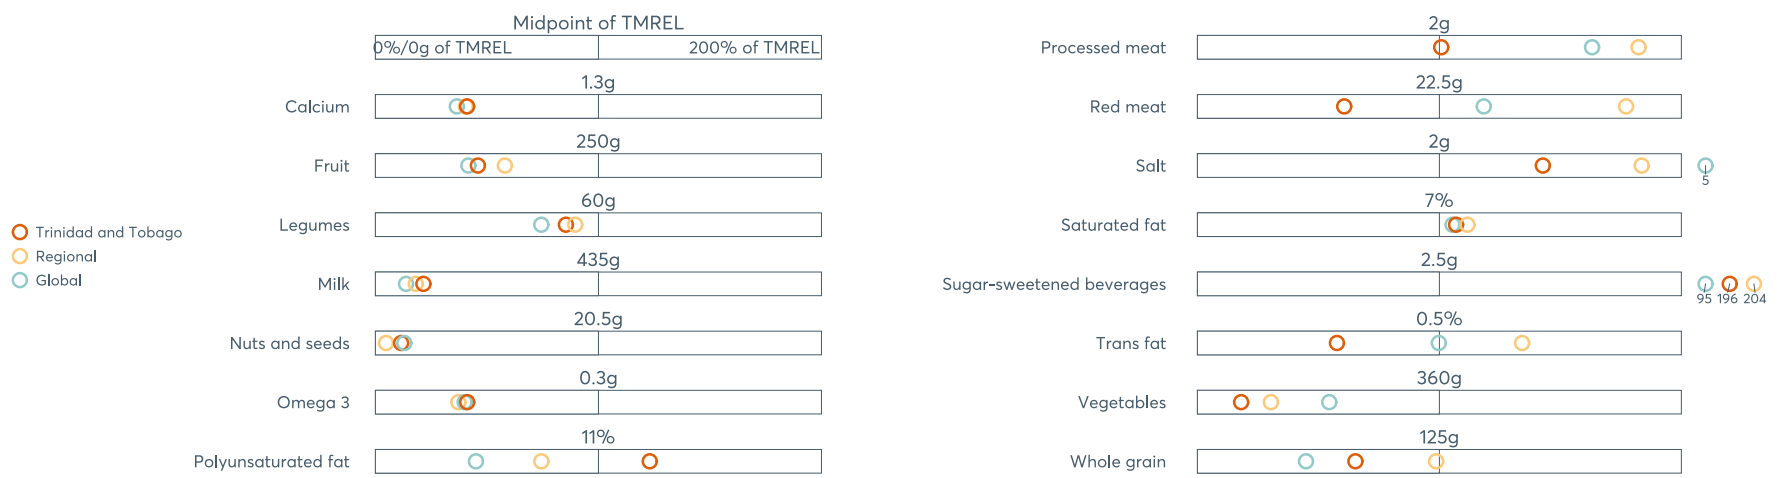 Midpoint of TMREL
0%/0g of TMREL
200% of TMREL
1.3g
Calcium
250g
Fruit
60g
Legumes
435g
Milk
20.5g
Nuts and seeds
0.3g
Omega 3
11%
Polyunsaturated fat
Trinidad and Tobago
Regional
Global
2g
Processed meat
22.5g
Red meat
2g
Salt
5
7%
Saturated fat
2.5g
Sugar-sweetened beverages
95 196 204
0.5%
Trans fat
360g
Vegetables
125g
Whole grain